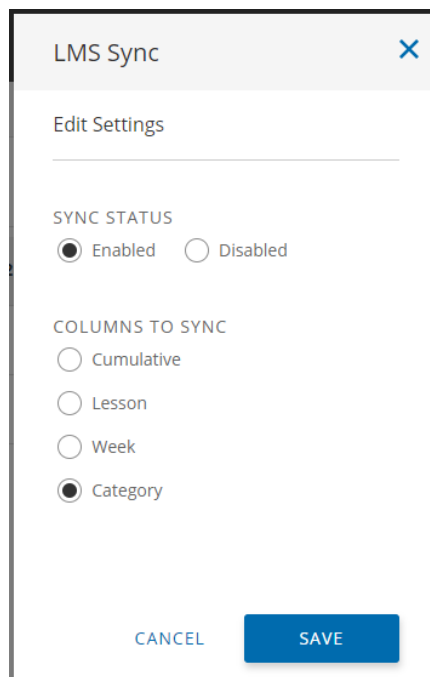 LMS Sync
Edit Settings
SYNC STATUS
Enabled Disabled
COLUMNS TO SYNC
Cumulative
Lesson
Week
Category
CANCEL SAVE